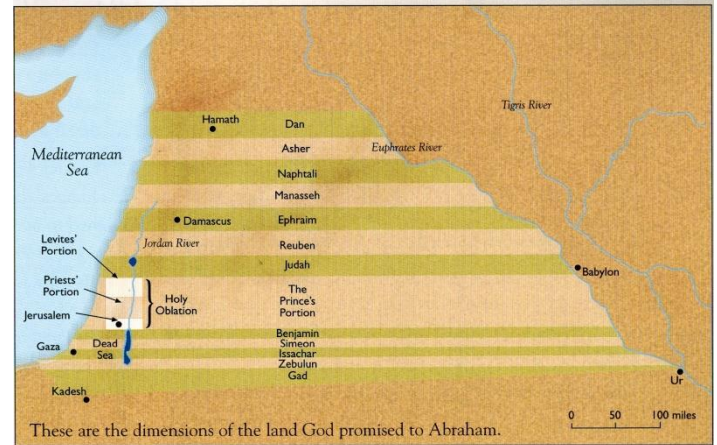 Tigris River
Hamath
Dan
Mediterranean
Sea
Asher
Euphrates River
Naphtali
Manasseh
Damascus
Ephraim
Levites'
Portion
Jordan River
Reuben
Judah
Babylon
Priests'
Portion
Holy
Oblation
The
Prince's
Portion
Jerusalem
Benjamin
Gaza
Dead
Sea
Simeon
Issachar
Zebulun
Gad
Ur
Kadesh
0 50 100 miles
These are the dimensions of the land God promised to Abraham.